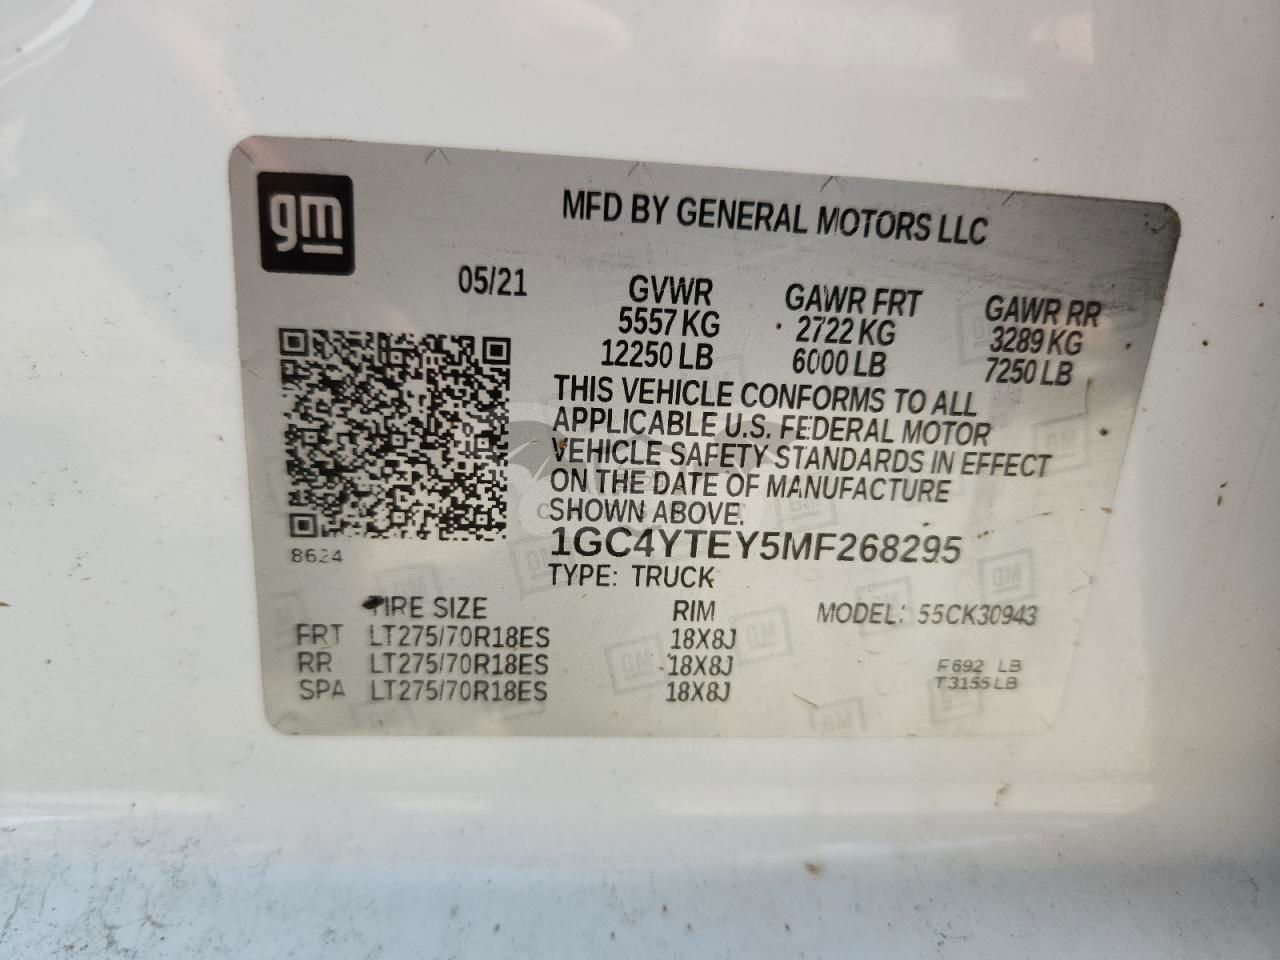 gm
MFD BY GENERAL MOTORS LLC
05/21 GVWR GAWR FRT GAWR RR
5557 KG 2722 KG 3289 KG
12250 LB 6000 LB 7250 LB
THIS VEHICLE CONFORMS TO ALL
APPLICABLE U.S. FEDERAL MOTOR
VEHICLE SAFETY STANDARDS IN EFFECT
ON THE DATE OF MANUFACTURE
SHOWN ABOVE.
8624
1GC4YTEY5MF268295
TYPE: TRUCK
TIRE SIZE RIM MODEL: 55CK30943
FRT LT275/70R18ES 18X8J
RR LT275/70R18ES 18X8J F692 LB
SPA LT275/70R18ES 18X8J T3155 LB